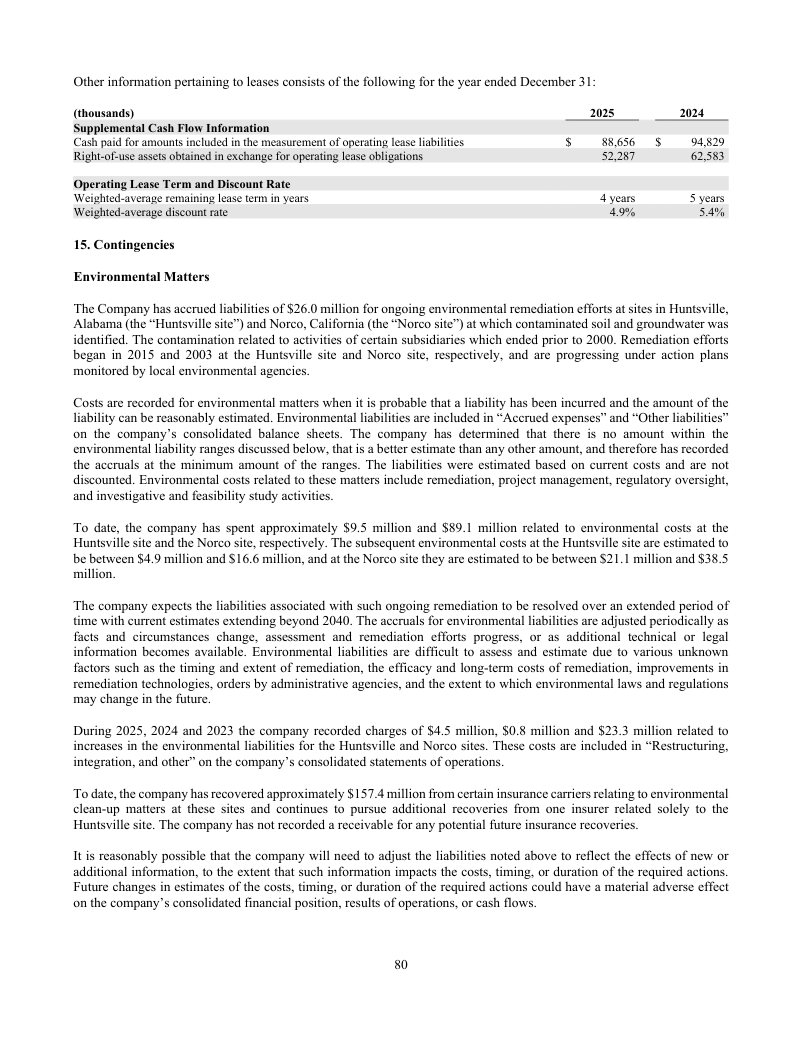 Other information pertaining to leases consists of the following for the year ended December 31:
(thousands) 2025 2024
Supplemental Cash Flow Information
Cash paid for amounts included in the measurement of operating lease liabilities $ 88,656 $ 94,829
Right-of-use assets obtained in exchange for operating lease obligations 52,287 62,583
Operating Lease Term and Discount Rate
Weighted-average remaining lease term in years 4 years 5 years
Weighted-average discount rate 4.9% 5.4%
15. Contingencies
Environmental Matters
The Company has accrued liabilities of $26.0 million for ongoing environmental remediation efforts at sites in Huntsville,
Alabama (the “Huntsville site”) and Norco, California (the “Norco site”) at which contaminated soil and groundwater was
identified. The contamination related to activities of certain subsidiaries which ended prior to 2000. Remediation efforts
began in 2015 and 2003 at the Huntsville site and Norco site, respectively, and are progressing under action plans
monitored by local environmental agencies.
Costs are recorded for environmental matters when it is probable that a liability has been incurred and the amount of the
liability can be reasonably estimated. Environmental liabilities are included in “Accrued expenses” and “Other liabilities”
on the company’s consolidated balance sheets. The company has determined that there is no amount within the
environmental liability ranges discussed below, that is a better estimate than any other amount, and therefore has recorded
the accruals at the minimum amount of the ranges. The liabilities were estimated based on current costs and are not
discounted. Environmental costs related to these matters include remediation, project management, regulatory oversight,
and investigative and feasibility study activities.
To date, the company has spent approximately $9.5 million and $89.1 million related to environmental costs at the
Huntsville site and the Norco site, respectively. The subsequent environmental costs at the Huntsville site are estimated to
be between $4.9 million and $16.6 million, and at the Norco site they are estimated to be between $21.1 million and $38.5
million.
The company expects the liabilities associated with such ongoing remediation to be resolved over an extended period of
time with current estimates extending beyond 2040. The accruals for environmental liabilities are adjusted periodically as
facts and circumstances change, assessment and remediation efforts progress, or as additional technical or legal
information becomes available. Environmental liabilities are difficult to assess and estimate due to various unknown
factors such as the timing and extent of remediation, the efficacy and long-term costs of remediation, improvements in
remediation technologies, orders by administrative agencies, and the extent to which environmental laws and regulations
may change in the future.
During 2025, 2024 and 2023 the company recorded charges of $4.5 million, $0.8 million and $23.3 million related to
increases in the environmental liabilities for the Huntsville and Norco sites. These costs are included in “Restructuring,
integration, and other” on the company’s consolidated statements of operations.
To date, the company has recovered approximately $157.4 million from certain insurance carriers relating to environmental
clean-up matters at these sites and continues to pursue additional recoveries from one insurer related solely to the
Huntsville site. The company has not recorded a receivable for any potential future insurance recoveries.
It is reasonably possible that the company will need to adjust the liabilities noted above to reflect the effects of new or
additional information, to the extent that such information impacts the costs, timing, or duration of the required actions.
Future changes in estimates of the costs, timing, or duration of the required actions could have a material adverse effect
on the company’s consolidated financial position, results of operations, or cash flows.
80